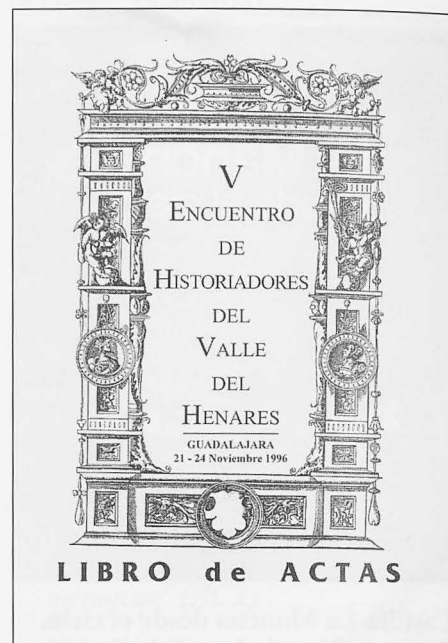 V
ENCUENTRO
DE
HISTORIADORES
DEL
VALLE
DEL
HENARES
GUADALAJARA
21 - 24 Noviembre 1996
LIBRO de ACTAS